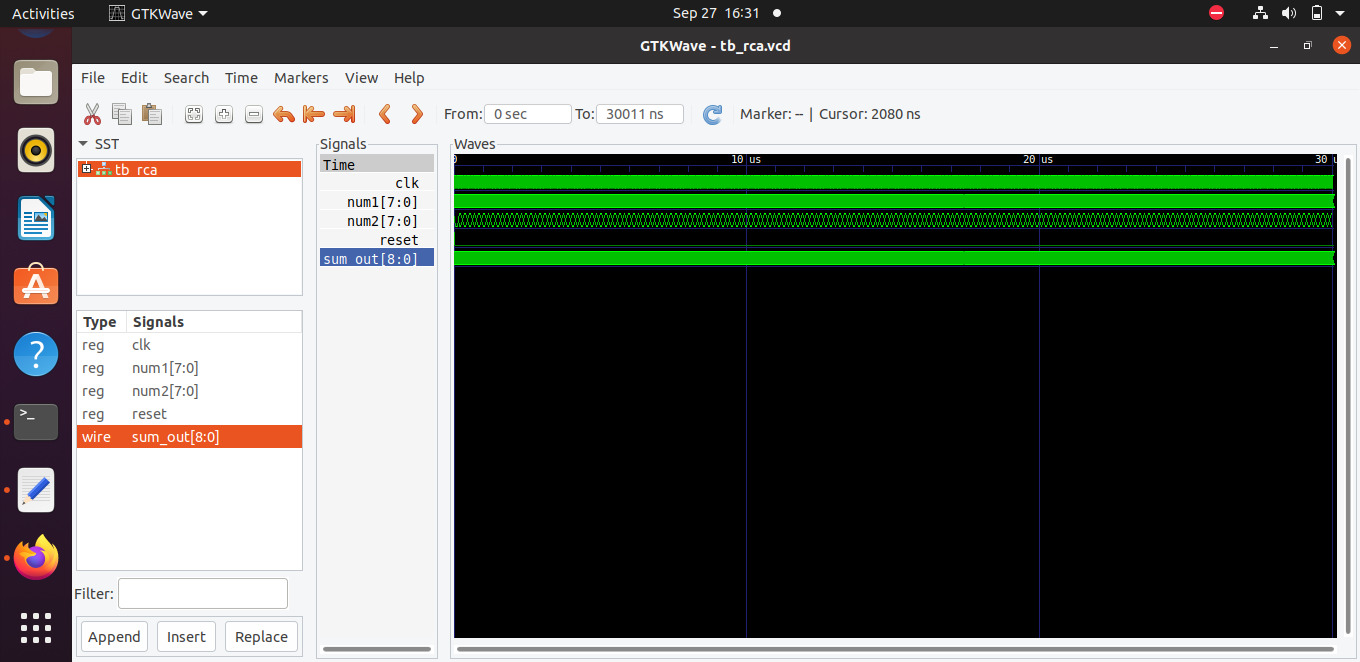 Activities GTKWave Sep 27 16:31
GTKWave - tb_rca.vcd
File Edit Search Time Markers View Help
From: 0 sec To: 30011 ns Marker: -- | Cursor: 2080 ns
SST
tb_rca
Type Signals
reg clk
reg num1[7:0]
reg num2[7:0]
reg reset
wire sum_out[8:0]
Filter:
Append Insert Replace
Signals
Time
clk
num1[7:0]
num2[7:0]
reset
sum_out[8:0]
Waves
0 10 us 20 us 30 u